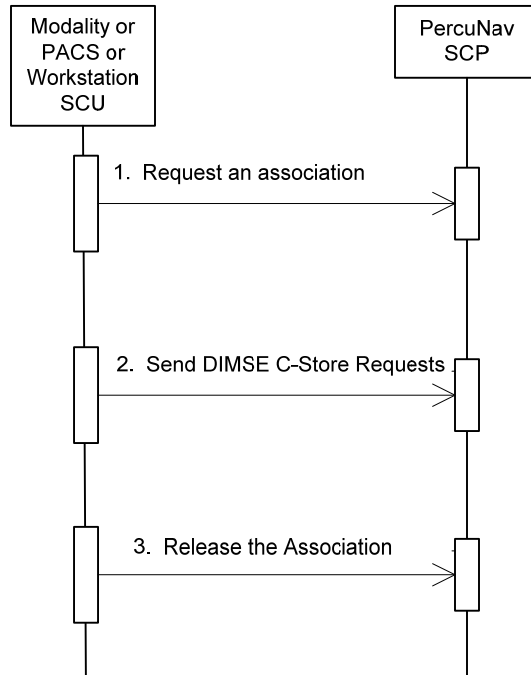 Modality or
PACS or
Workstation
SCU
PercuNav
SCP
1. Request an association
2. Send DIMSE C-Store Requests
3. Release the Association